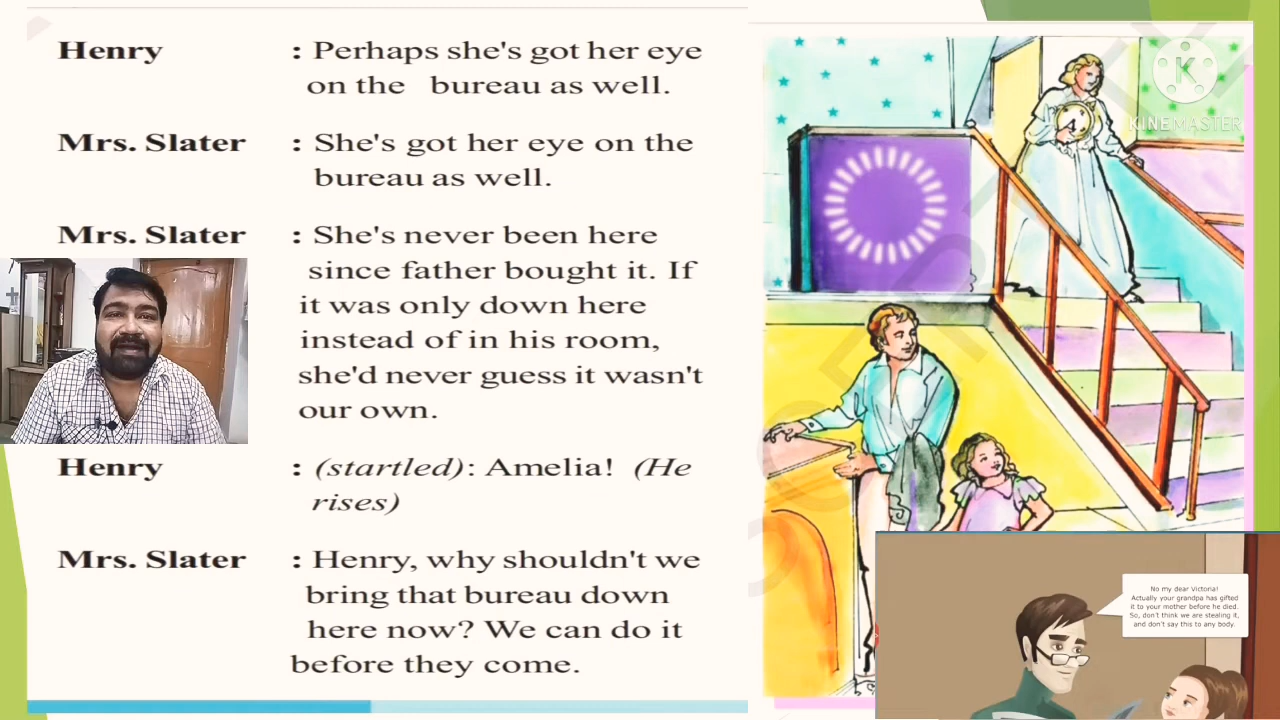 Henry : Perhaps she's got her eye
on the bureau as well.
Mrs. Slater : She's got her eye on the
bureau as well.
Mrs. Slater : She's never been here
since father bought it. If
it was only down here
instead of in his room,
she'd never guess it wasn't
our own.
Henry : (startled): Amelia! (He
rises)
Mrs. Slater : Henry, why shouldn't we
bring that bureau down
here now? We can do it
before they come.
K
KINEMASTER
No my dear Victoria!
Actually your grandpa has gifted
it to your mother before he died.
So, don't think we are stealing it,
and don't say this to any body.